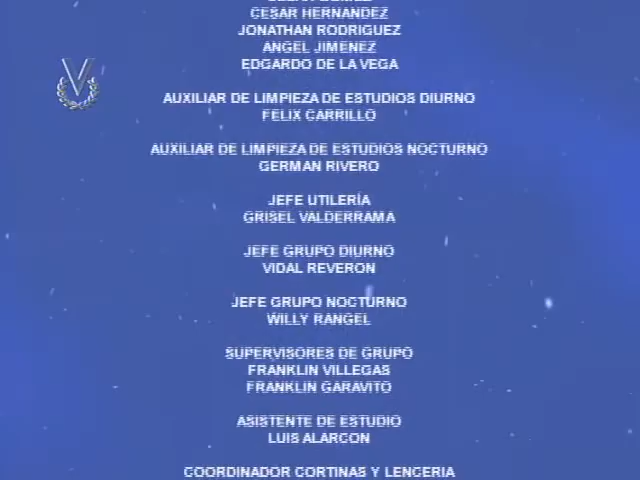 CESAR HERNANDEZ
JONATHAN RODRIGUEZ
ANGEL JIMENEZ
EDGARDO DE LA VEGA
AUXILIAR DE LIMPIEZA DE ESTUDIOS DIURNO
FELIX CARRILLO
AUXILIAR DE LIMPIEZA DE ESTUDIOS NOCTURNO
GERMAN RIVERO
JEFE UTILERÍA
GRISEL VALDERRAMA
JEFE GRUPO DIURNO
VIDAL REVERON
JEFE GRUPO NOCTURNO
WILLY RANGEL
SUPERVISORES DE GRUPO
FRANKLIN VILLEGAS
FRANKLIN GARAVITO
ASISTENTE DE ESTUDIO
LUIS ALARCON
COORDINADOR CORTINAS Y LENCERIA